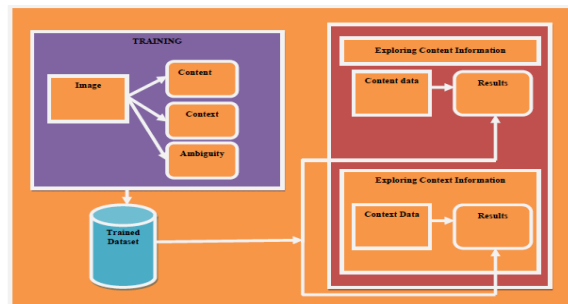 TRAINING
Image
Content
Context
Ambiguity
Trained
Dataset
Exploring Content Information
Content data
Results
Exploring Context Information
Context Data
Results